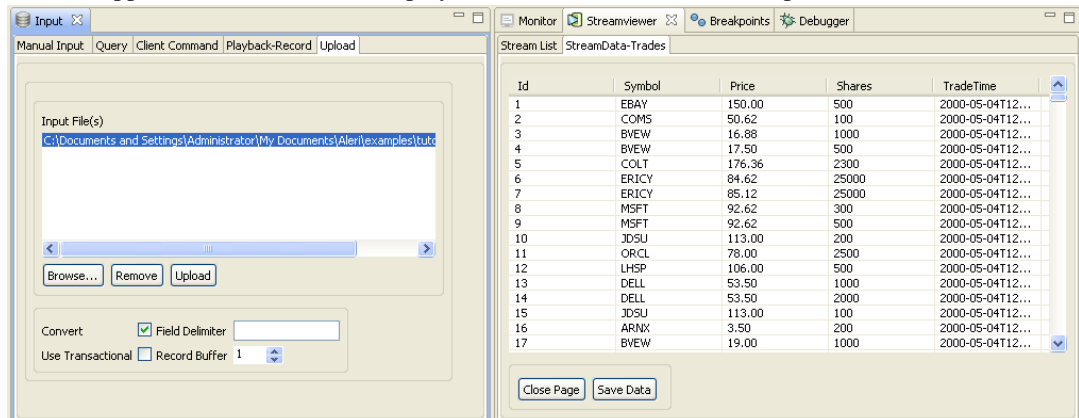 Input
Manual Input Query Client Command Playback-Record Upload
Input File(s)
C:\Documents and Settings\Administrator\My Documents\Aleri\examples\tuto
Browse... Remove Upload
Convert Field Delimiter
Use Transactional Record Buffer 1
Monitor Streamviewer Breakpoints Debugger
Stream List StreamData-Trades
Id Symbol Price Shares TradeTime
1 EBAY 150.00 500 2000-05-04T12...
2 COMS 50.62 100 2000-05-04T12...
3 BVEW 16.88 1000 2000-05-04T12...
4 BVEW 17.50 500 2000-05-04T12...
5 COLT 176.36 2300 2000-05-04T12...
6 ERICY 84.62 25000 2000-05-04T12...
7 ERICY 85.12 25000 2000-05-04T12...
8 MSFT 92.62 300 2000-05-04T12...
9 MSFT 92.62 500 2000-05-04T12...
10 JDSU 113.00 200 2000-05-04T12...
11 ORCL 78.00 2500 2000-05-04T12...
12 LHSP 106.00 500 2000-05-04T12...
13 DELL 53.50 1000 2000-05-04T12...
14 DELL 53.50 2000 2000-05-04T12...
15 JDSU 113.00 100 2000-05-04T12...
16 ARNX 3.50 200 2000-05-04T12...
17 BVEW 19.00 1000 2000-05-04T12...
Close Page Save Data